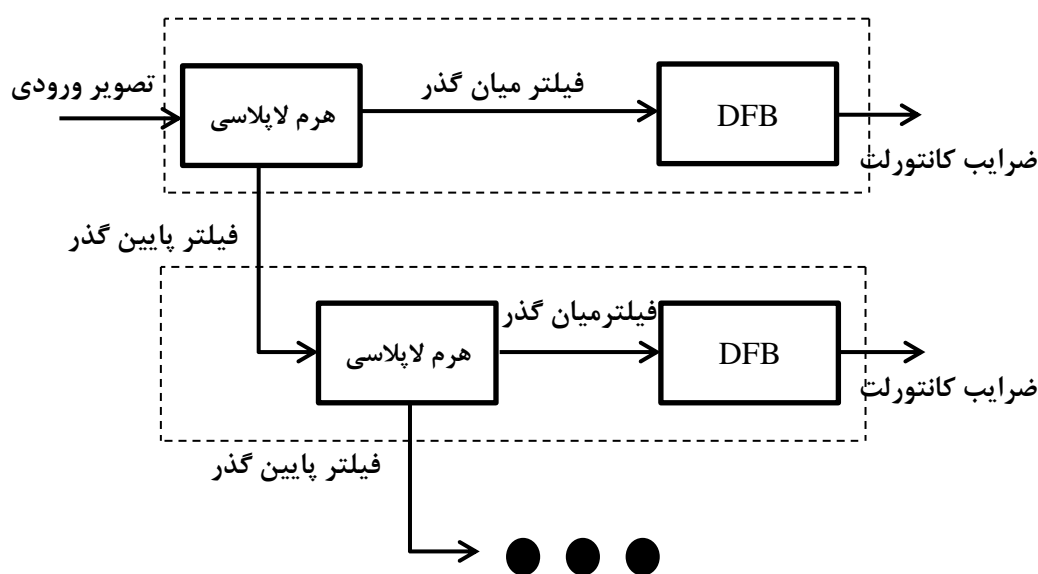 تصویر ورودی
هرم لاپلاسی
فیلتر میان گذر
DFB
ضرایب کانتورلت
فیلتر پایین گذر
هرم لاپلاسی
فیلترمیان گذر
DFB
ضرایب کانتورلت
فیلتر پایین گذر